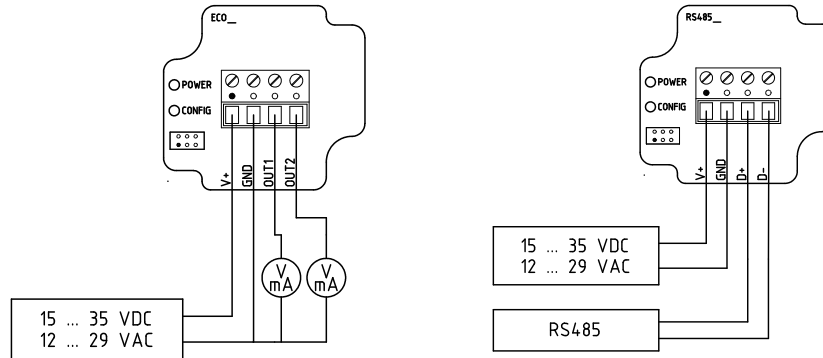 ECO_
POWER
CONFIG
V+
GND
OUT1
OUT2
V
mA
V
mA
15 ... 35 VDC
12 ... 29 VAC
RS485_
POWER
CONFIG
V+
GND
D+
D-
15 ... 35 VDC
12 ... 29 VAC
RS485